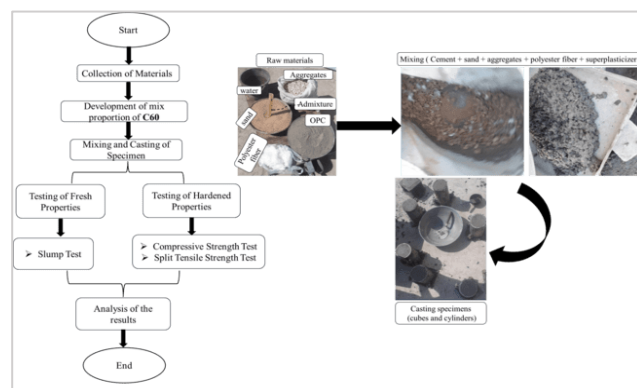 Start
Collection of Materials
Development of mix
proportion of C60
Mixing and Casting of
Specimen
Testing of Fresh
Properties
Testing of Hardened
Properties
➢ Slump Test
➢ Compressive Strength Test
➢ Split Tensile Strength Test
Analysis of the
results
End
Raw materials
Aggregates
water
Admixture
sand
OPC
Polyester
fiber
Mixing ( Cement + sand + aggregates + polyester fiber + superplasticizer
Casting specimens
(cubes and cylinders)